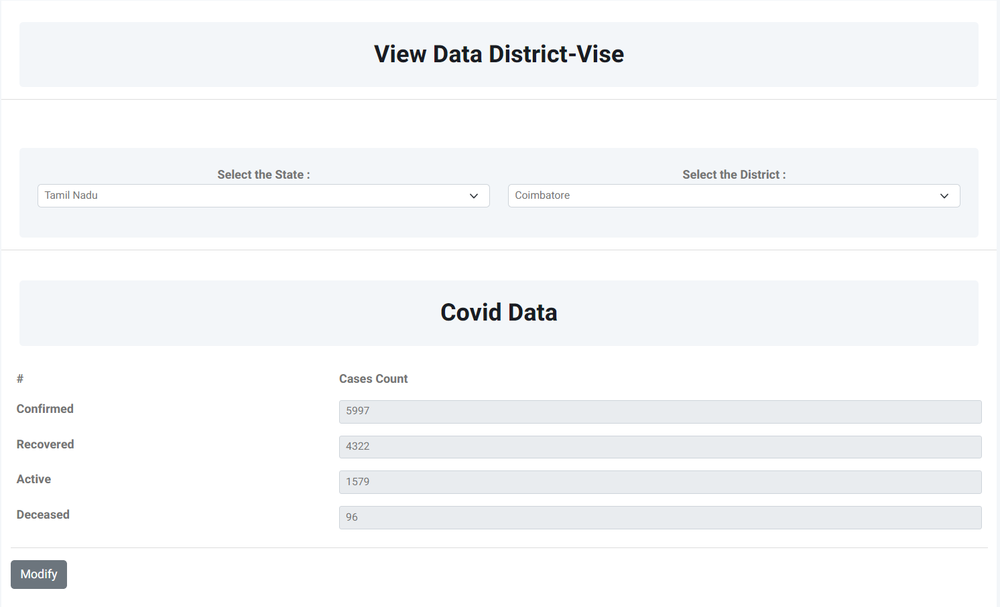 View Data District-Vise
Select the State :
Select the District :
Tamil Nadu
Coimbatore
Covid Data
# Cases Count
Confirmed 5997
Recovered 4322
Active 1579
Deceased 96
Modify